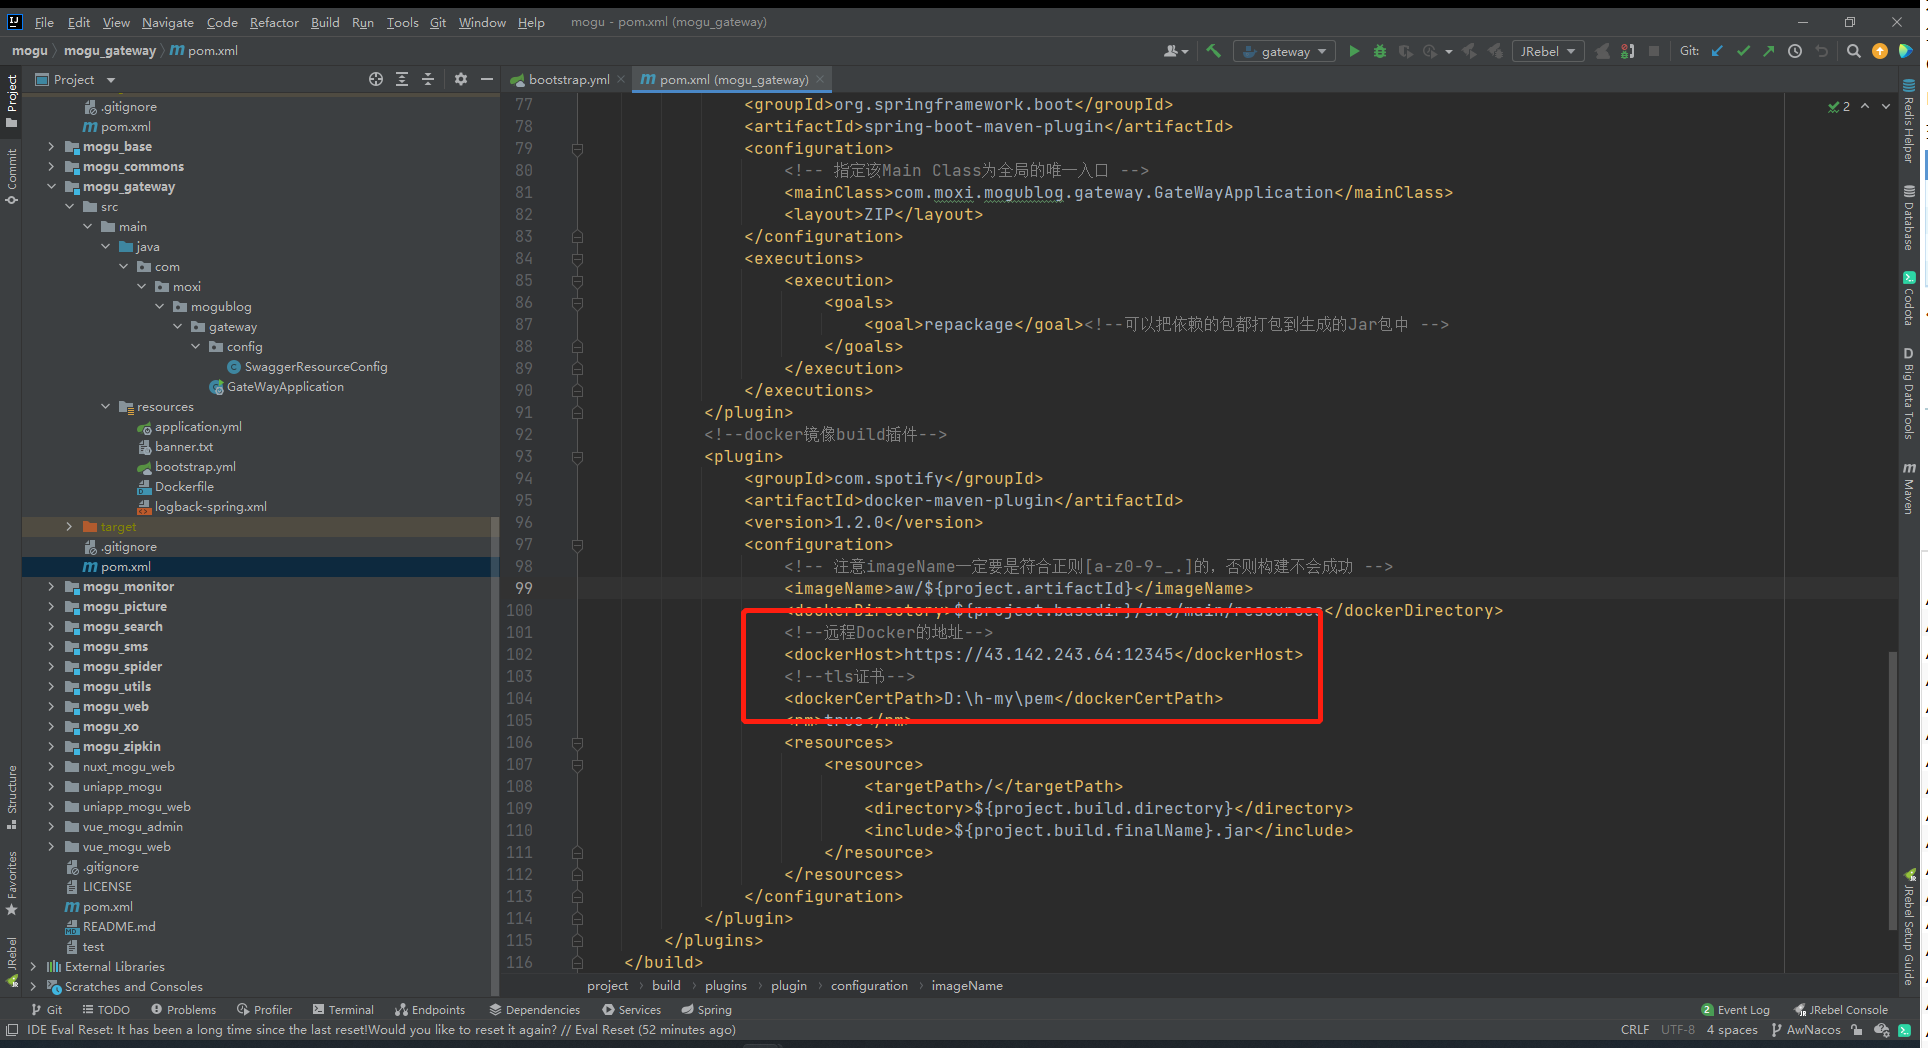 File Edit View Navigate Code Refactor Build Run Tools Git Window Help mogu - pom.xml (mogu_gateway)
mogu mogu_gateway m pom.xml
gateway JRebel Git:
Project
bootstrap.yml
m pom.xml (mogu_gateway)
Project
Commit
Structure
Favorites
JRebel
.gitignore
m pom.xml
mogu_base
mogu_commons
mogu_gateway
src
main
java
com
moxi
mogublog
gateway
config
SwaggerResourceConfig
GateWayApplication
resources
application.yml
banner.txt
bootstrap.yml
Dockerfile
logback-spring.xml
target
.gitignore
m pom.xml
mogu_monitor
mogu_picture
mogu_search
mogu_sms
mogu_spider
mogu_utils
mogu_web
mogu_xo
mogu_zipkin
nuxt_mogu_web
uniapp_mogu
uniapp_mogu_web
vue_mogu_admin
vue_mogu_web
.gitignore
LICENSE
m pom.xml
README.md
test
External Libraries
Scratches and Consoles
77 <groupId>org.springframework.boot</groupId>
78 <artifactId>spring-boot-maven-plugin</artifactId>
79 <configuration>
80 <!-- 指定该Main Class为全局的唯一入口 -->
81 <mainClass>com.moxi.mogublog.gateway.GateWayApplication</mainClass>
82 <layout>ZIP</layout>
83 </configuration>
84 <executions>
85 <execution>
86 <goals>
87 <goal>repackage</goal><!--可以把依赖的包都打包到生成的Jar包中 -->
88 </goals>
89 </execution>
90 </executions>
91 </plugin>
92 <!--docker镜像build插件-->
93 <plugin>
94 <groupId>com.spotify</groupId>
95 <artifactId>docker-maven-plugin</artifactId>
96 <version>1.2.0</version>
97 <configuration>
98 <!-- 注意imageName一定要是符合正则[a-z0-9-_.]的，否则构建不会成功 -->
99 <imageName>aw/${project.artifactId}</imageName>
100 <dockerDirectory>${project.basedir}/src/main/resources</dockerDirectory>
101 <!--远程Docker的地址-->
102 <dockerHost>https://43.142.243.64:12345</dockerHost>
103 <!--tls证书-->
104 <dockerCertPath>D:\h-my\pem</dockerCertPath>
105 <rm>true</rm>
106 <resources>
107 <resource>
108 <targetPath>/</targetPath>
109 <directory>${project.build.directory}</directory>
110 <include>${project.build.finalName}.jar</include>
111 </resource>
112 </resources>
113 </configuration>
114 </plugin>
115 </plugins>
116 </build>
2
Redis Helper
Database
Codota
D Big Data Tools
m Maven
JRebel Setup Guide
project build plugins plugin configuration imageName
Git TODO Problems Profiler Terminal Endpoints Dependencies Services Spring
2 Event Log JRebel Console
IDE Eval Reset: It has been a long time since the last reset!Would you like to reset it again? // Eval Reset (52 minutes ago)
CRLF UTF-8 4 spaces AwNacos